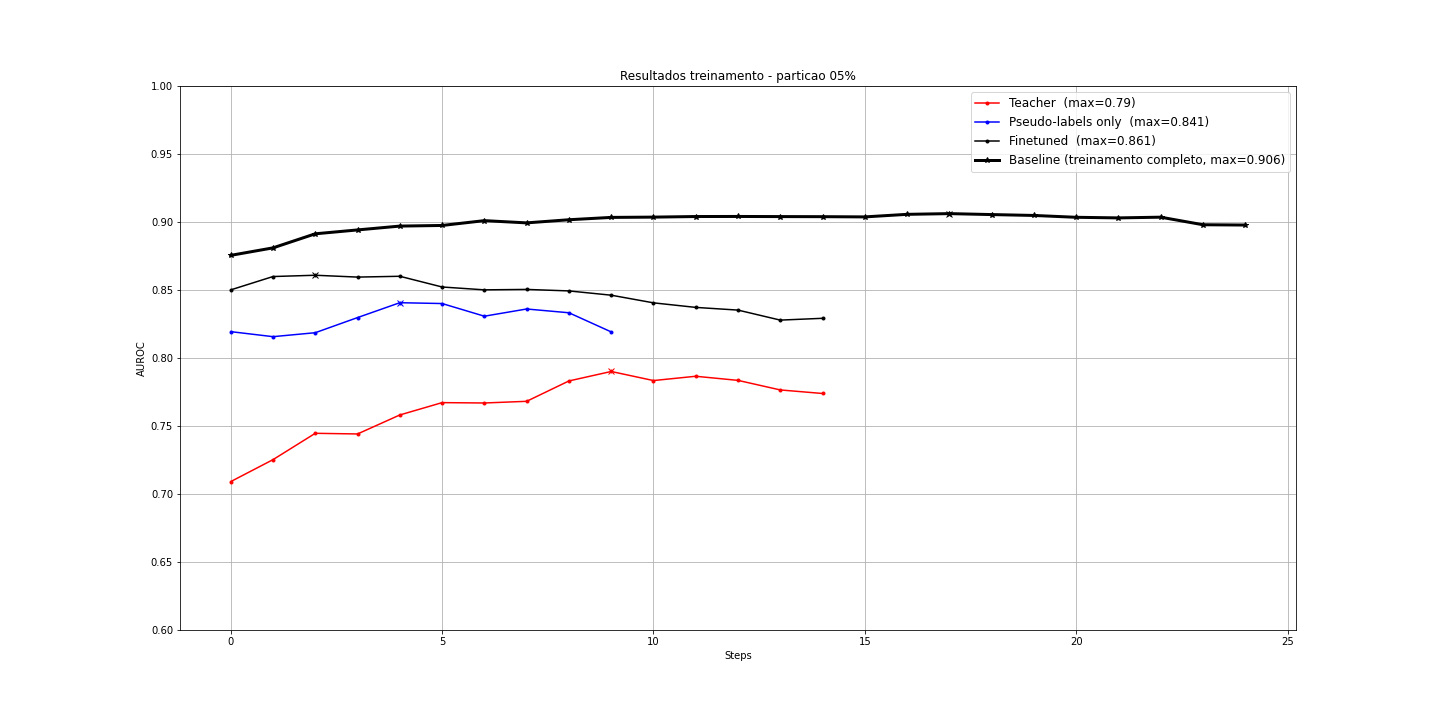 Resultados treinamento - particao 05%
Teacher  (max=0.79)
Pseudo-labels only  (max=0.841)
Finetuned  (max=0.861)
Baseline (treinamento completo, max=0.906)
AUROC
1.00
0.95
0.90
0.85
0.80
0.75
0.70
0.65
0.60
0 5 10 15 20 25
Steps